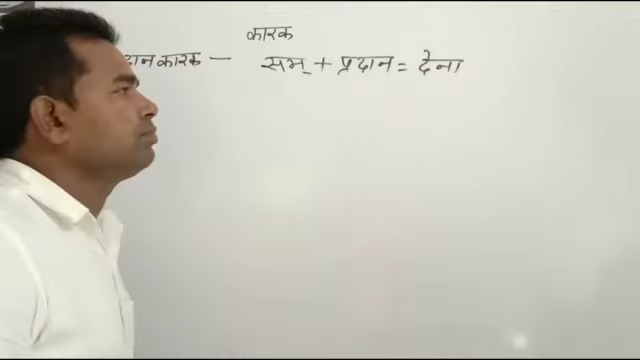 कारक
दान कारक – सम् + प्रदान = देना